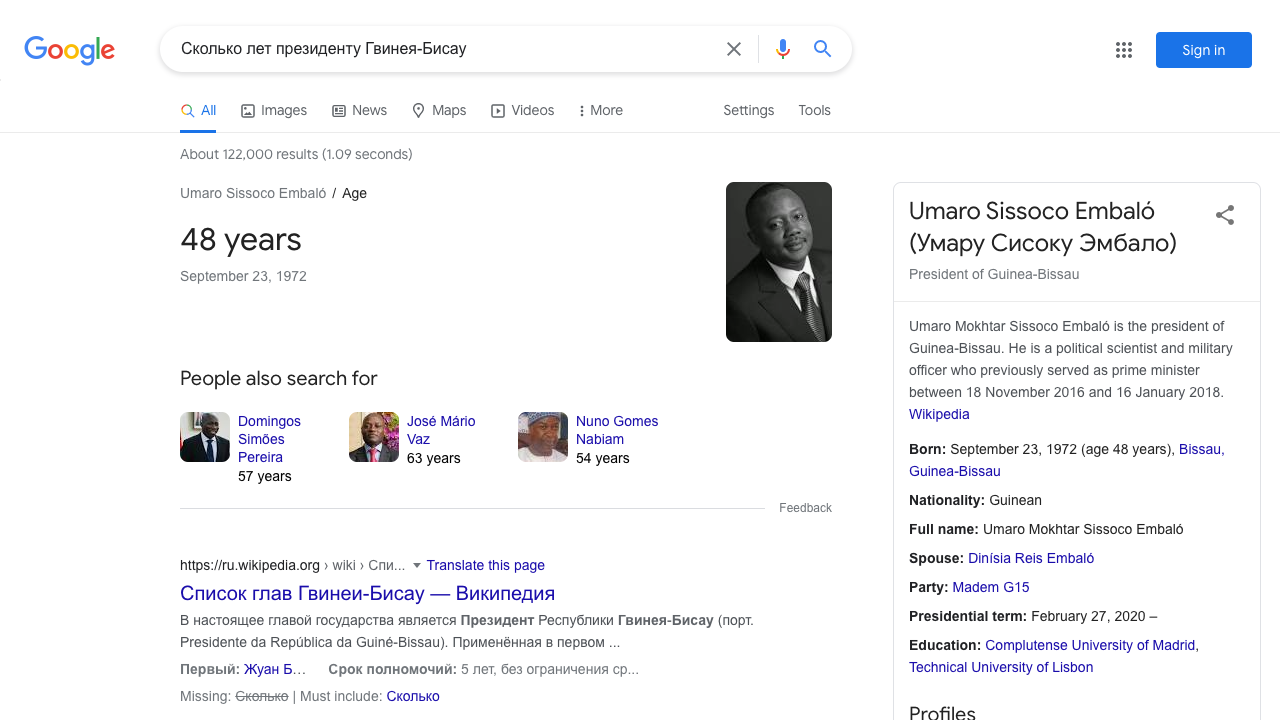 Google
Сколько лет президенту Гвинея-Бисау
Sign in
All
Images
News
Maps
Videos
More
Settings
Tools
About 122,000 results (1.09 seconds)
Umaro Sissoco Embaló / Age
48 years
September 23, 1972
People also search for
Domingos
Simões
Pereira
57 years
José Mário
Vaz
63 years
Nuno Gomes
Nabiam
54 years
Feedback
https://ru.wikipedia.org › wiki › Спи... Translate this page
Список глав Гвинеи-Бисау — Википедия
В настоящее главой государства является Президент Республики Гвинея-Бисау (порт.
Presidente da República da Guiné-Bissau). Применённая в первом ...
Первый: Жуан Б… Срок полномочий: 5 лет, без ограничения ср...
Missing: Сколько | Must include: Сколько
Umaro Sissoco Embaló
(Умару Сисоку Эмбало)
President of Guinea-Bissau
Umaro Mokhtar Sissoco Embaló is the president of
Guinea-Bissau. He is a political scientist and military
officer who previously served as prime minister
between 18 November 2016 and 16 January 2018.
Wikipedia
Born: September 23, 1972 (age 48 years), Bissau,
Guinea-Bissau
Nationality: Guinean
Full name: Umaro Mokhtar Sissoco Embaló
Spouse: Dinísia Reis Embaló
Party: Madem G15
Presidential term: February 27, 2020 –
Education: Complutense University of Madrid,
Technical University of Lisbon
Profiles